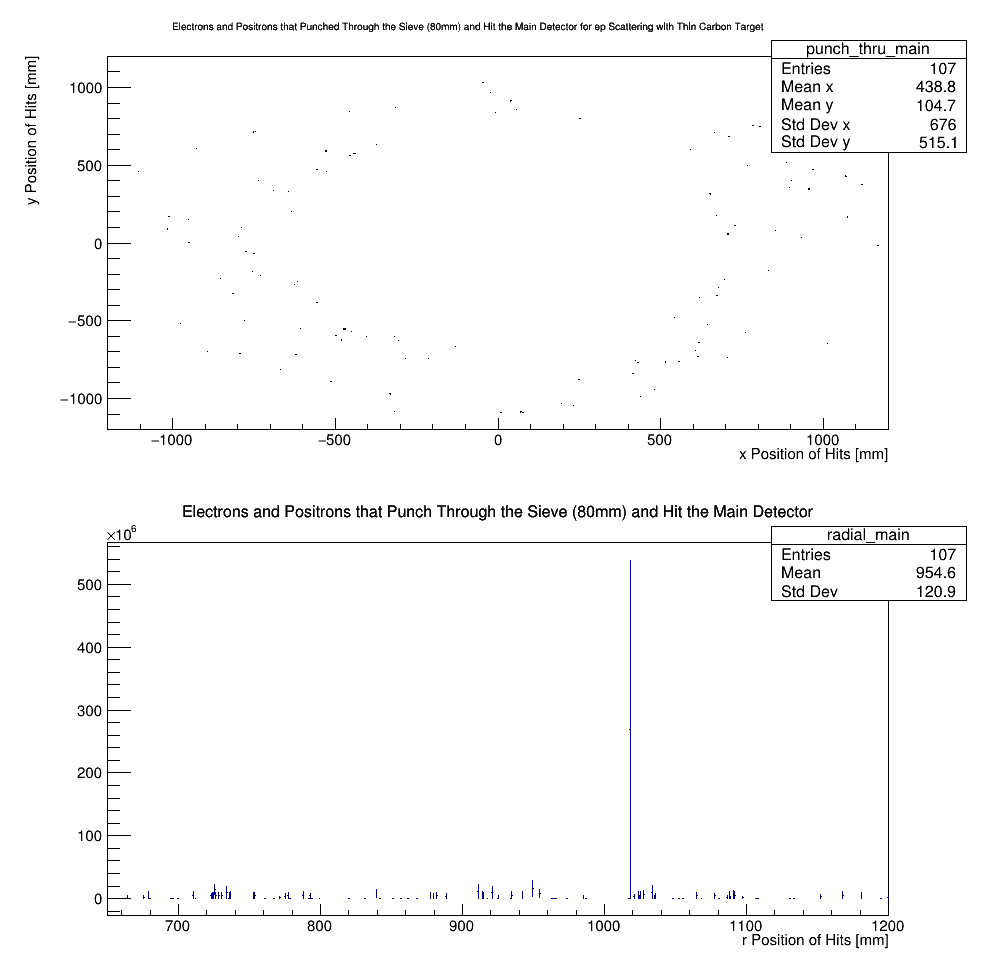 Electrons and Positrons that Punched Through the Sieve (80mm) and Hit the Main Detector for ep Scattering with Thin Carbon Target
punch_thru_main
Entries 107
Mean x 438.8
Mean y 104.7
Std Dev x 676
Std Dev y 515.1
y Position of Hits [mm]
1000
500
0
−500
−1000
−1000 −500 0 500 1000
x Position of Hits [mm]
Electrons and Positrons that Punch Through the Sieve (80mm) and Hit the Main Detector
×10⁶
radial_main
Entries 107
Mean 954.6
Std Dev 120.9
500
400
300
200
100
0
700 800 900 1000 1100 1200
r Position of Hits [mm]